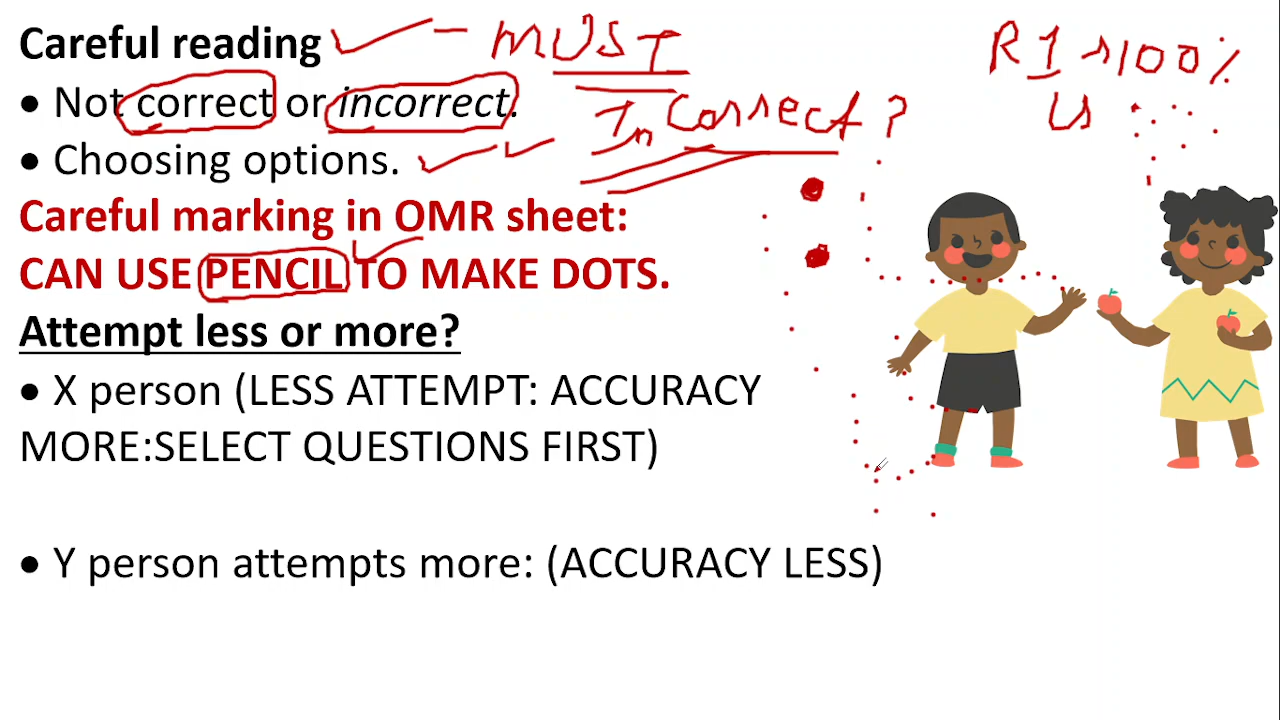 Careful reading - MUST
• Not correct or incorrect.
InCorrect?
• Choosing options.
Careful marking in OMR sheet:
CAN USE PENCIL TO MAKE DOTS.
Attempt less or more?
• X person (LESS ATTEMPT: ACCURACY
MORE:SELECT QUESTIONS FIRST)
• Y person attempts more: (ACCURACY LESS)
R1 100%